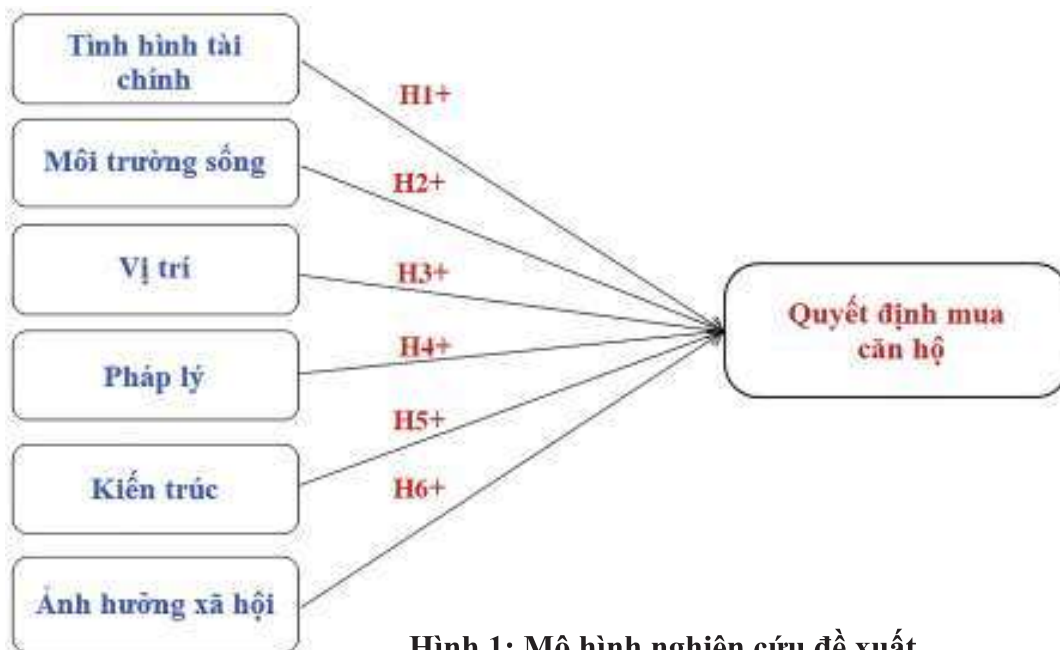 Tình hình tài
chính
H1+
Môi trường sống
H2+
Vị trí
H3+
Quyết định mua
căn hộ
Pháp lý
H4+
Kiến trúc
H5+
H6+
Ảnh hưởng xã hội
Hình 1: Mô hình nghiên cứu đề xuất